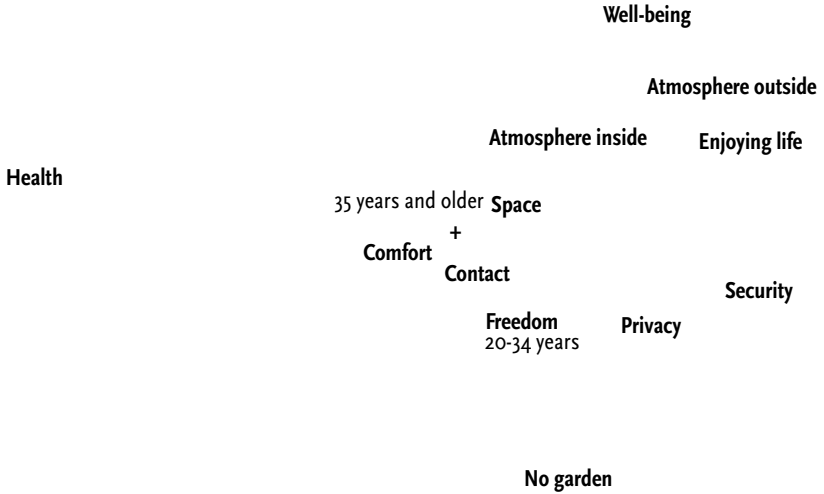 Well-being
Atmosphere outside
Atmosphere inside
Enjoying life
Health
35 years and older
Space
+
Comfort
Contact
Security
Freedom
Privacy
20-34 years
No garden